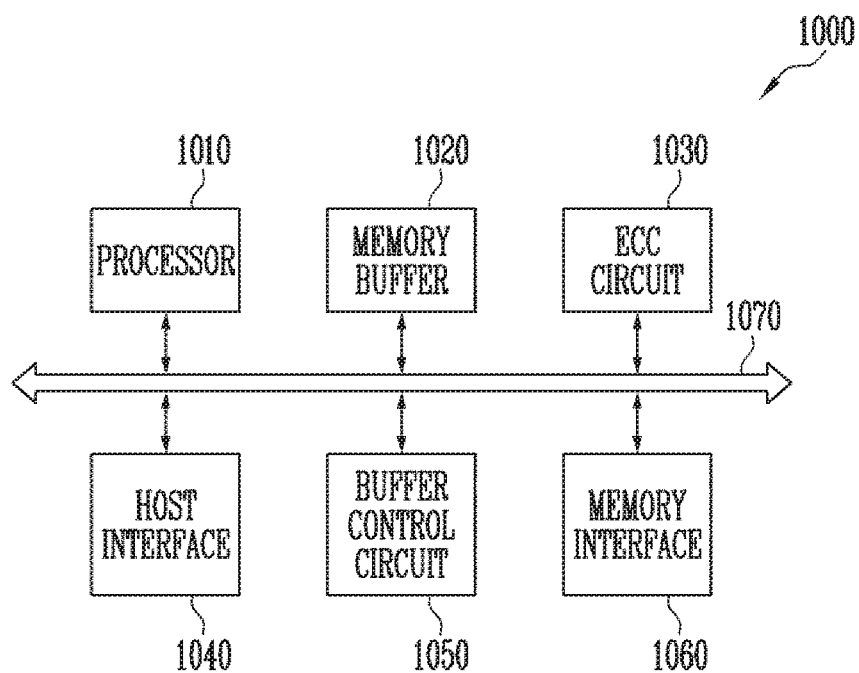 1000
1010
1020
1030
PROCESSOR
MEMORY
BUFFER
ECC
CIRCUIT
1070
HOST
INTERFACE
BUFFER
CONTROL
CIRCUIT
MEMORY
INTERFACE
1040
1050
1060